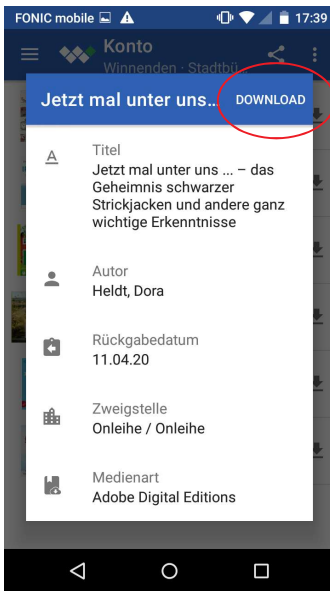 FONIC mobile 17:39
Konto
Winnenden · Stadtbü...
Jetzt mal unter uns... DOWNLOAD
A
Titel
Jetzt mal unter uns ... – das
Geheimnis schwarzer
Strickjacken und andere ganz
wichtige Erkenntnisse
Autor
Heldt, Dora
Rückgabedatum
11.04.20
Zweigstelle
Onleihe / Onleihe
Medienart
Adobe Digital Editions